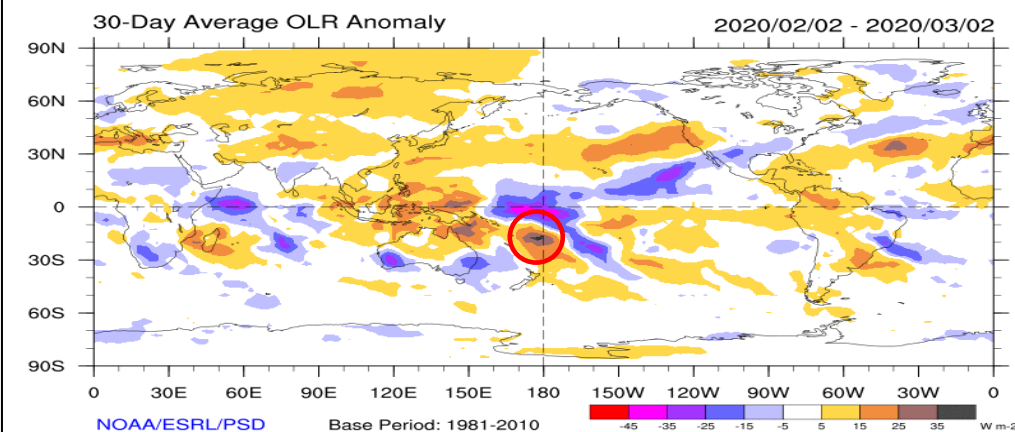 30-Day Average OLR Anomaly 2020/02/02 - 2020/03/02
90N
60N
30N
0
30S
60S
90S
0 30E 60E 90E 120E 150E 180 150W 120W 90W 60W 30W 0
NOAA/ESRL/PSD Base Period: 1981-2010
-45 -35 -25 -15 -5 5 15 25 35 W m-2